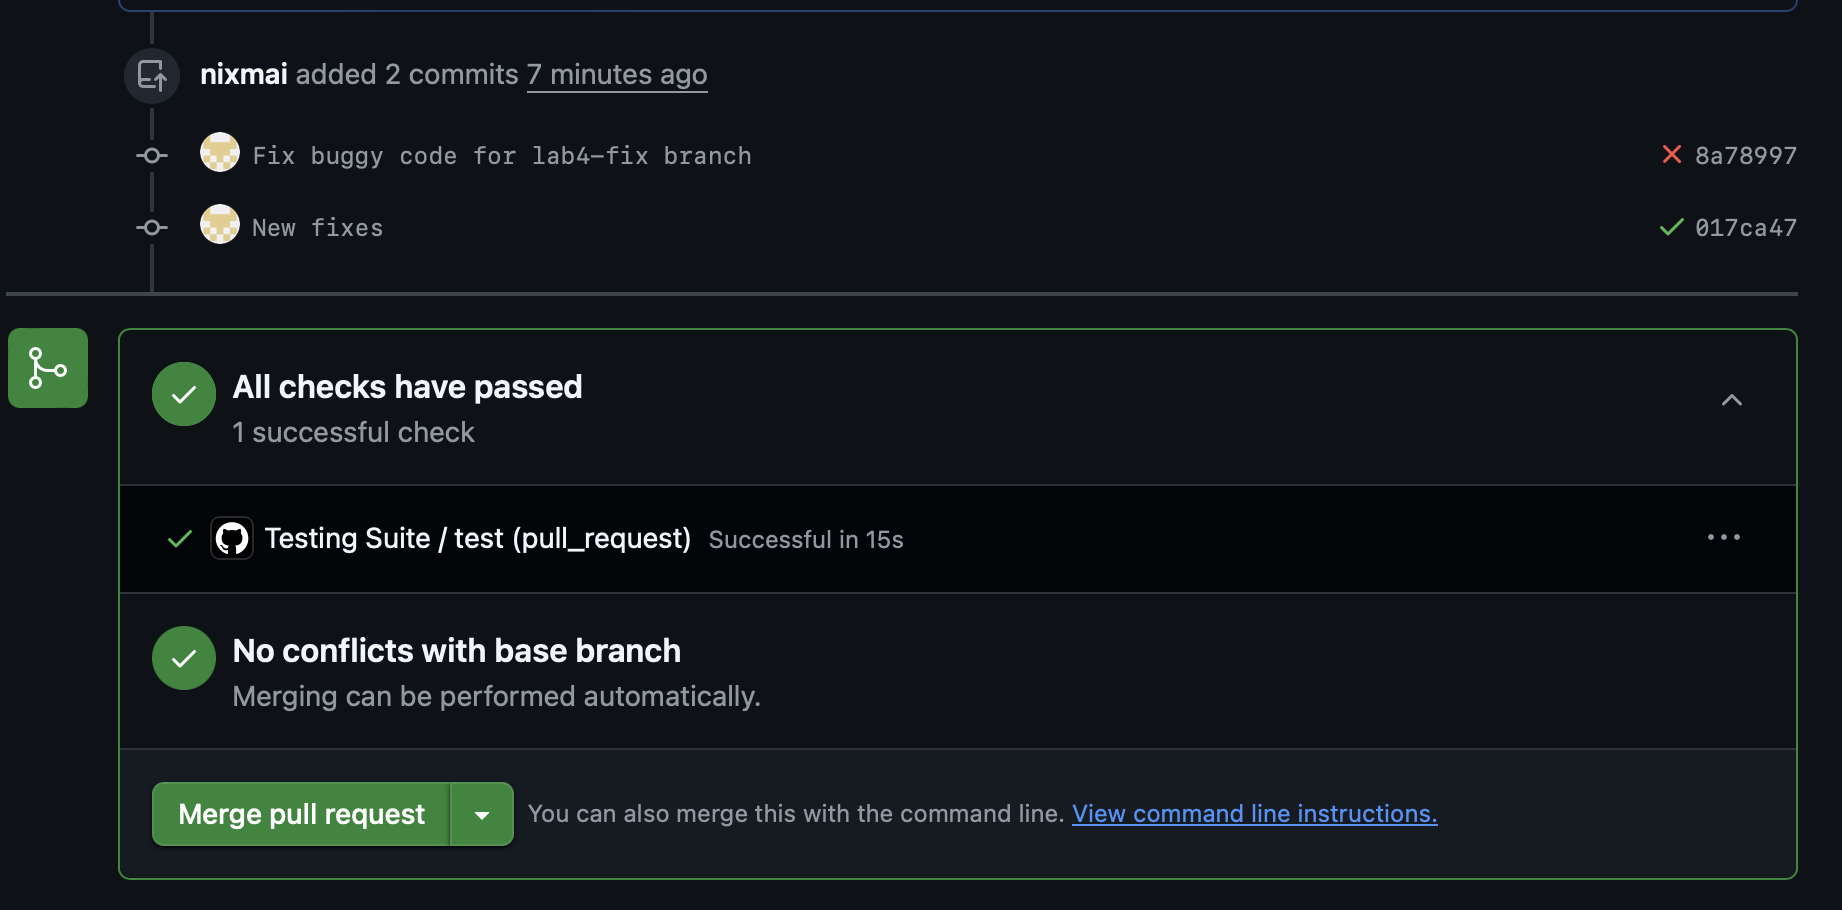 nixmai added 2 commits 7 minutes ago
Fix buggy code for lab4-fix branch 8a78997
New fixes 017ca47
All checks have passed
1 successful check
Testing Suite / test (pull_request) Successful in 15s
No conflicts with base branch
Merging can be performed automatically.
Merge pull request You can also merge this with the command line. View command line instructions.